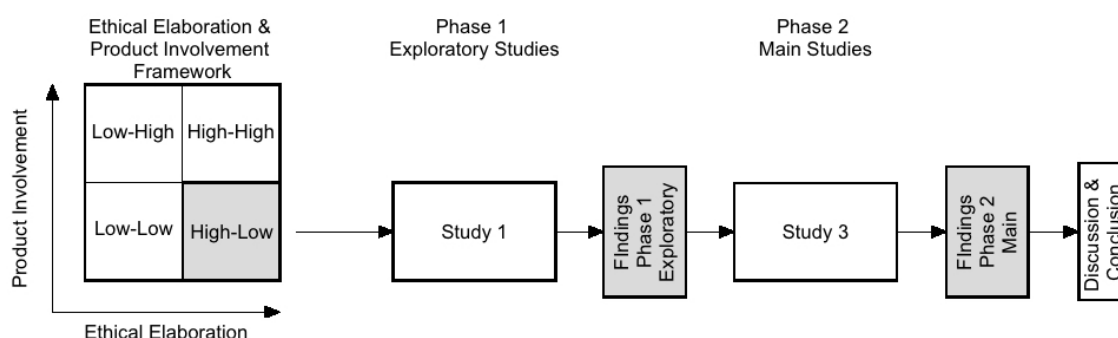 Ethical Elaboration &
Product Involvement
Framework
Phase 1
Exploratory Studies
Phase 2
Main Studies
Product Involvement
Low-High
High-High
Low-Low
High-Low
Ethical Elaboration
Study 1
FIndings
Phase 1
Exploratory
Study 3
FIndings
Phase 2
Main
Discussion &
Conclusion